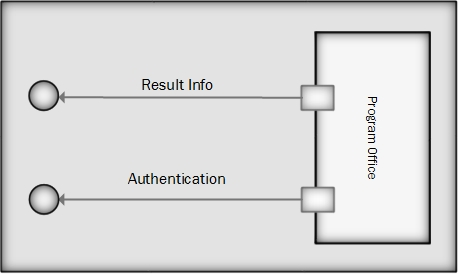 Result Info
Program Office
Authentication